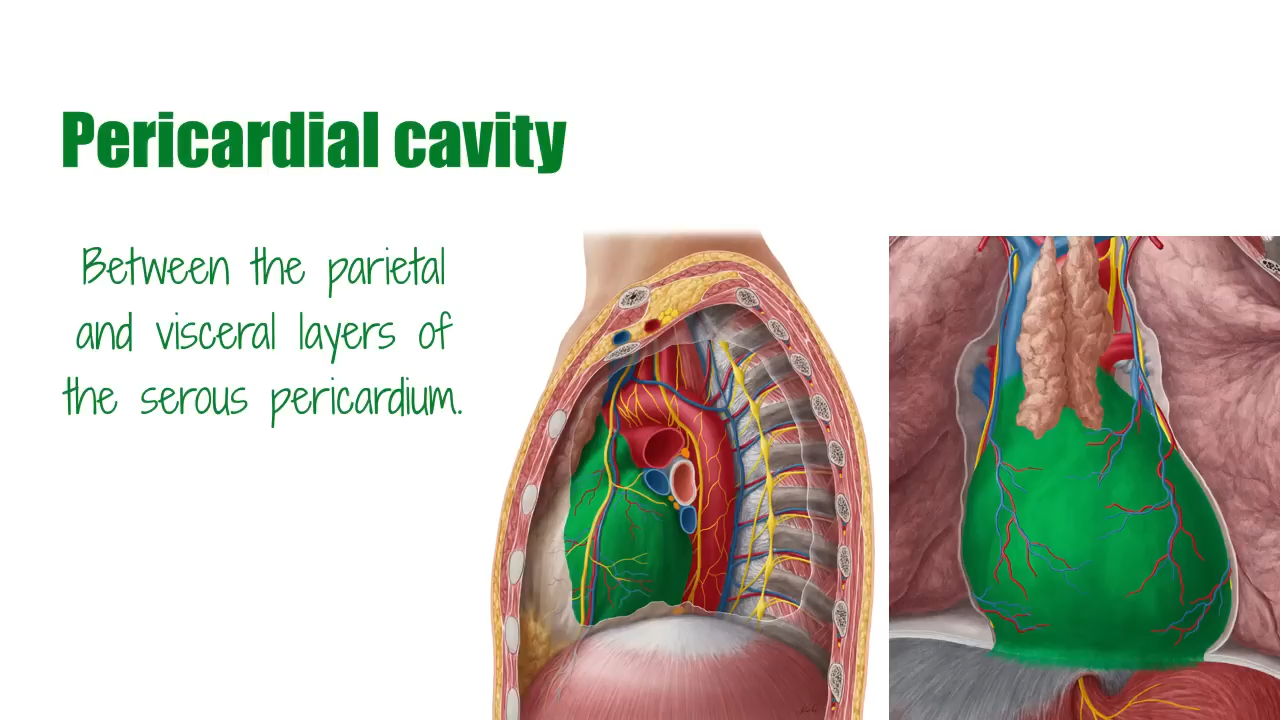 Pericardial cavity
Between the parietal
and visceral layers of
the serous pericardium.